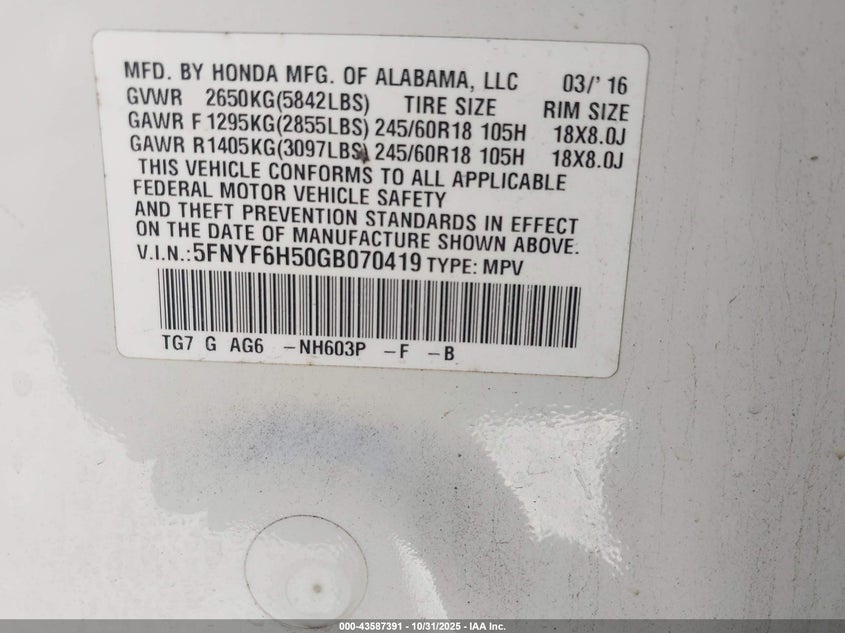 MFD. BY HONDA MFG. OF ALABAMA, LLC 03/' 16
GVWR 2650KG(5842LBS) TIRE SIZE RIM SIZE
GAWR F 1295KG(2855LBS) 245/60R18 105H 18X8.0J
GAWR R 1405KG(3097LBS) 245/60R18 105H 18X8.0J
THIS VEHICLE CONFORMS TO ALL APPLICABLE
FEDERAL MOTOR VEHICLE SAFETY
AND THEFT PREVENTION STANDARDS IN EFFECT
ON THE DATE OF MANUFACTURE SHOWN ABOVE.
V.I.N.: 5FNYF6H50GB070419 TYPE: MPV
TG7 G AG6 -NH603P -F -B
000-43587391 - 10/31/2025 - IAA Inc.